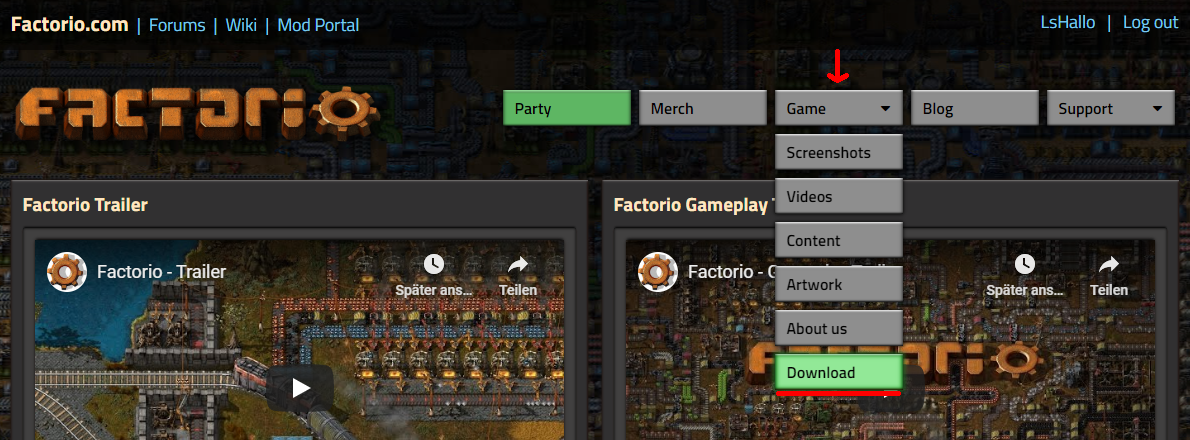 Factorio.com | Forums | Wiki | Mod Portal
LsHallo | Log out
FACTORIO
Party
Merch
Game
Blog
Support
Screenshots
Videos
Content
Artwork
About us
Download
Factorio Trailer
Factorio - Trailer
Später ans...
Teilen
Factorio Gameplay
Factorio -
Später ans...
Teilen
FACTORIO